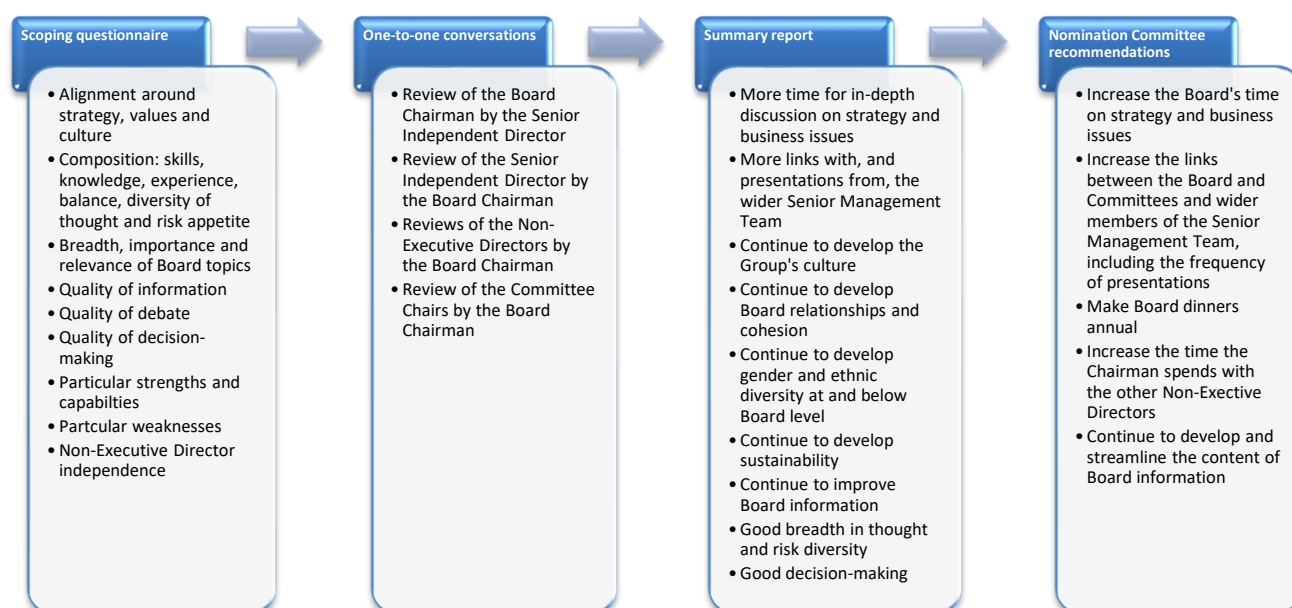 Scoping questionnaire
• Alignment around
strategy, values and
culture
• Composition: skills,
knowledge, experience,
balance, diversity of
thought and risk appetite
• Breadth, importance and
relevance of Board topics
• Quality of information
• Quality of debate
• Quality of decision-
making
• Particular strengths and
capabilties
• Partcular weaknesses
• Non-Executive Director
independence
One-to-one conversations
• Review of the Board
Chairman by the Senior
Independent Director
• Review of the Senior
Independent Director by
the Board Chairman
• Reviews of the Non-
Executive Directors by
the Board Chairman
• Review of the Committee
Chairs by the Board
Chairman
Summary report
• More time for in-depth
discussion on strategy and
business issues
• More links with, and
presentations from, the
wider Senior Management
Team
• Continue to develop the
Group's culture
• Continue to develop
Board relationships and
cohesion
• Continue to develop
gender and ethnic
diversity at and below
Board level
• Continue to develop
sustainability
• Continue to improve
Board information
• Good breadth in thought
and risk diversity
• Good decision-making
Nomination Committee
recommendations
• Increase the Board's time
on strategy and business
issues
• Increase the links
between the Board and
Committees and wider
members of the Senior
Management Team,
including the frequency
of presentations
• Make Board dinners
annual
• Increase the time the
Chairman spends with
the other Non-Exective
Directors
• Continue to develop and
streamline the content of
Board information